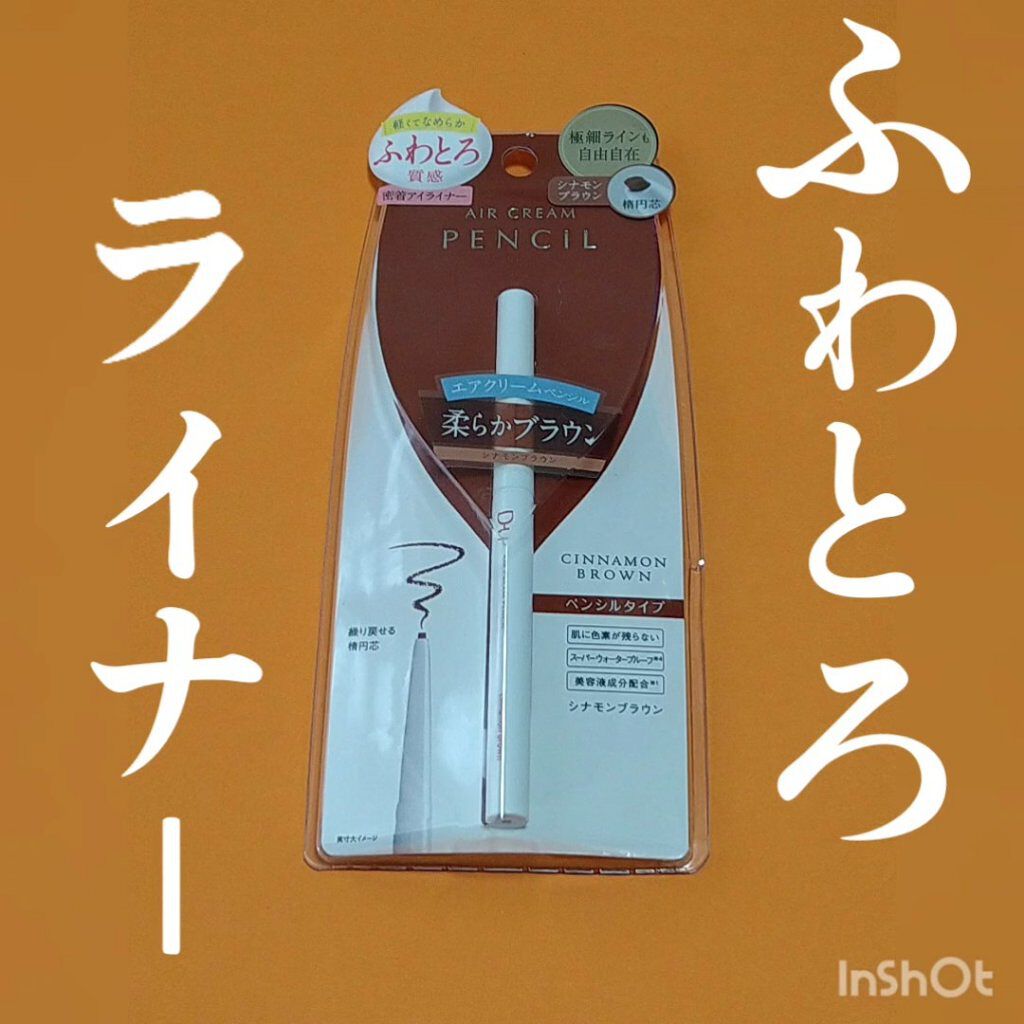 ふわとろ
ライナー
軽くてなめらか
ふわとろ
質感
密着アイライナー
極細ラインも
自由自在
シナモン
ブラウン
楕円芯
AIR CREAM
PENCiL
エアクリームペンシル
柔らかブラウン
シナモンブラウン
CINNAMON
BROWN
ペンシルタイプ
肌に色素が残らない
スーパーウォータープルーフ※4
美容液成分配合※1
シナモンブラウン
繰り戻せる
楕円芯
実寸大イメージ
InShOt